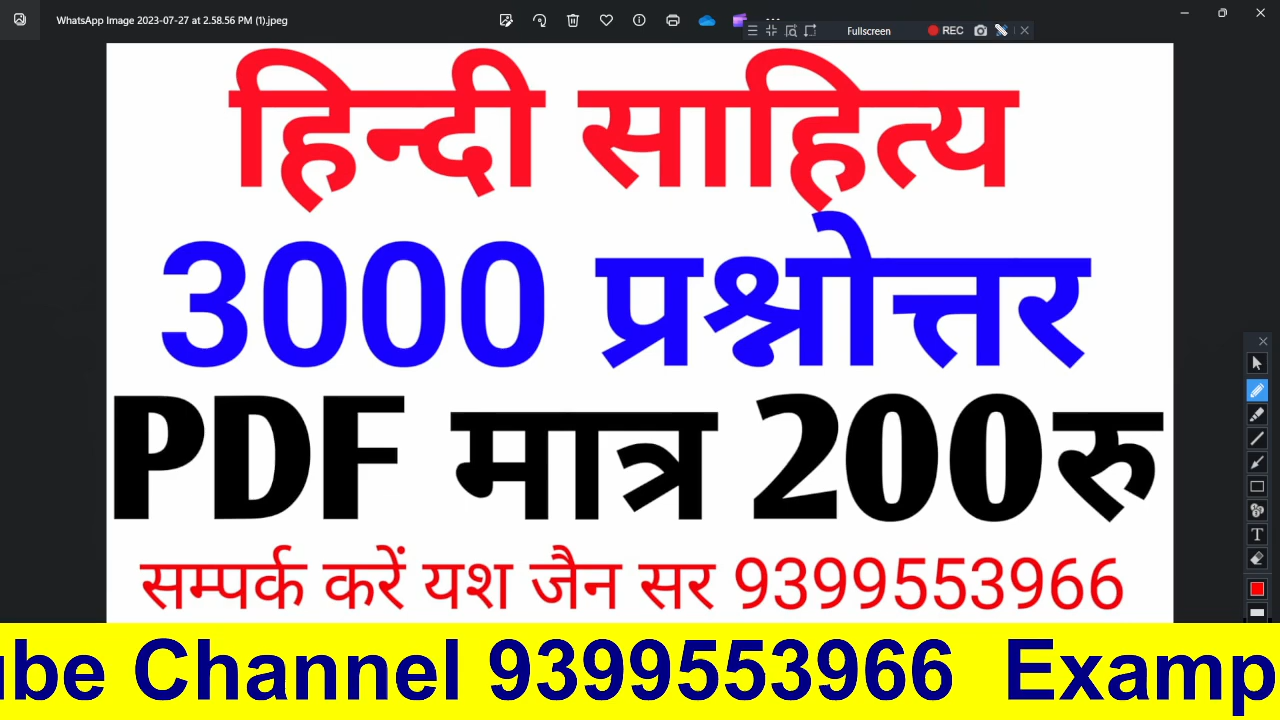 WhatsApp Image 2023-07-27 at 2.58.56 PM (1).jpeg
Fullscreen
REC
हिन्दी साहित्य
3000 प्रश्नोत्तर
PDF मात्र 200रु
सम्पर्क करें यश जैन सर 9399553966
ube Channel 9399553966 Examp